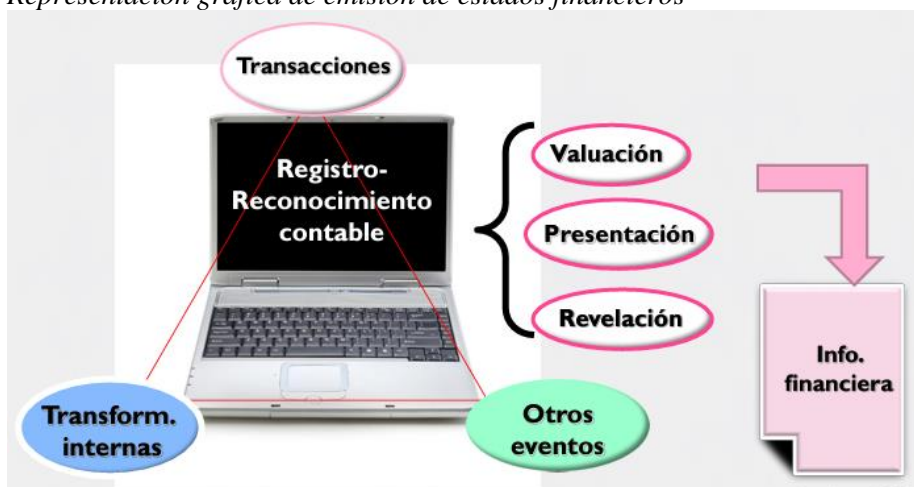 Representación gráfica de emisión de estados financieros
Transacciones
Registro-
Reconocimiento
contable
Valuación
Presentación
Revelación
Transform.
internas
Otros
eventos
Info.
financiera